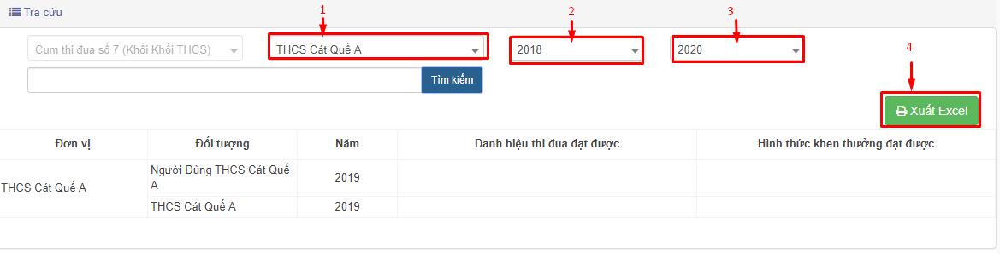 Tra cứu
1
2
3
Cụm thi đua số 7 (Khối Khối THCS)
THCS Cát Quế A
2018
2020
4
Tìm kiếm
Xuất Excel
Đơn vị
Đối tượng
Năm
Danh hiệu thi đua đạt được
Hình thức khen thưởng đạt được
THCS Cát Quế A
Người Dùng THCS Cát Quế
A
2019
THCS Cát Quế A
2019